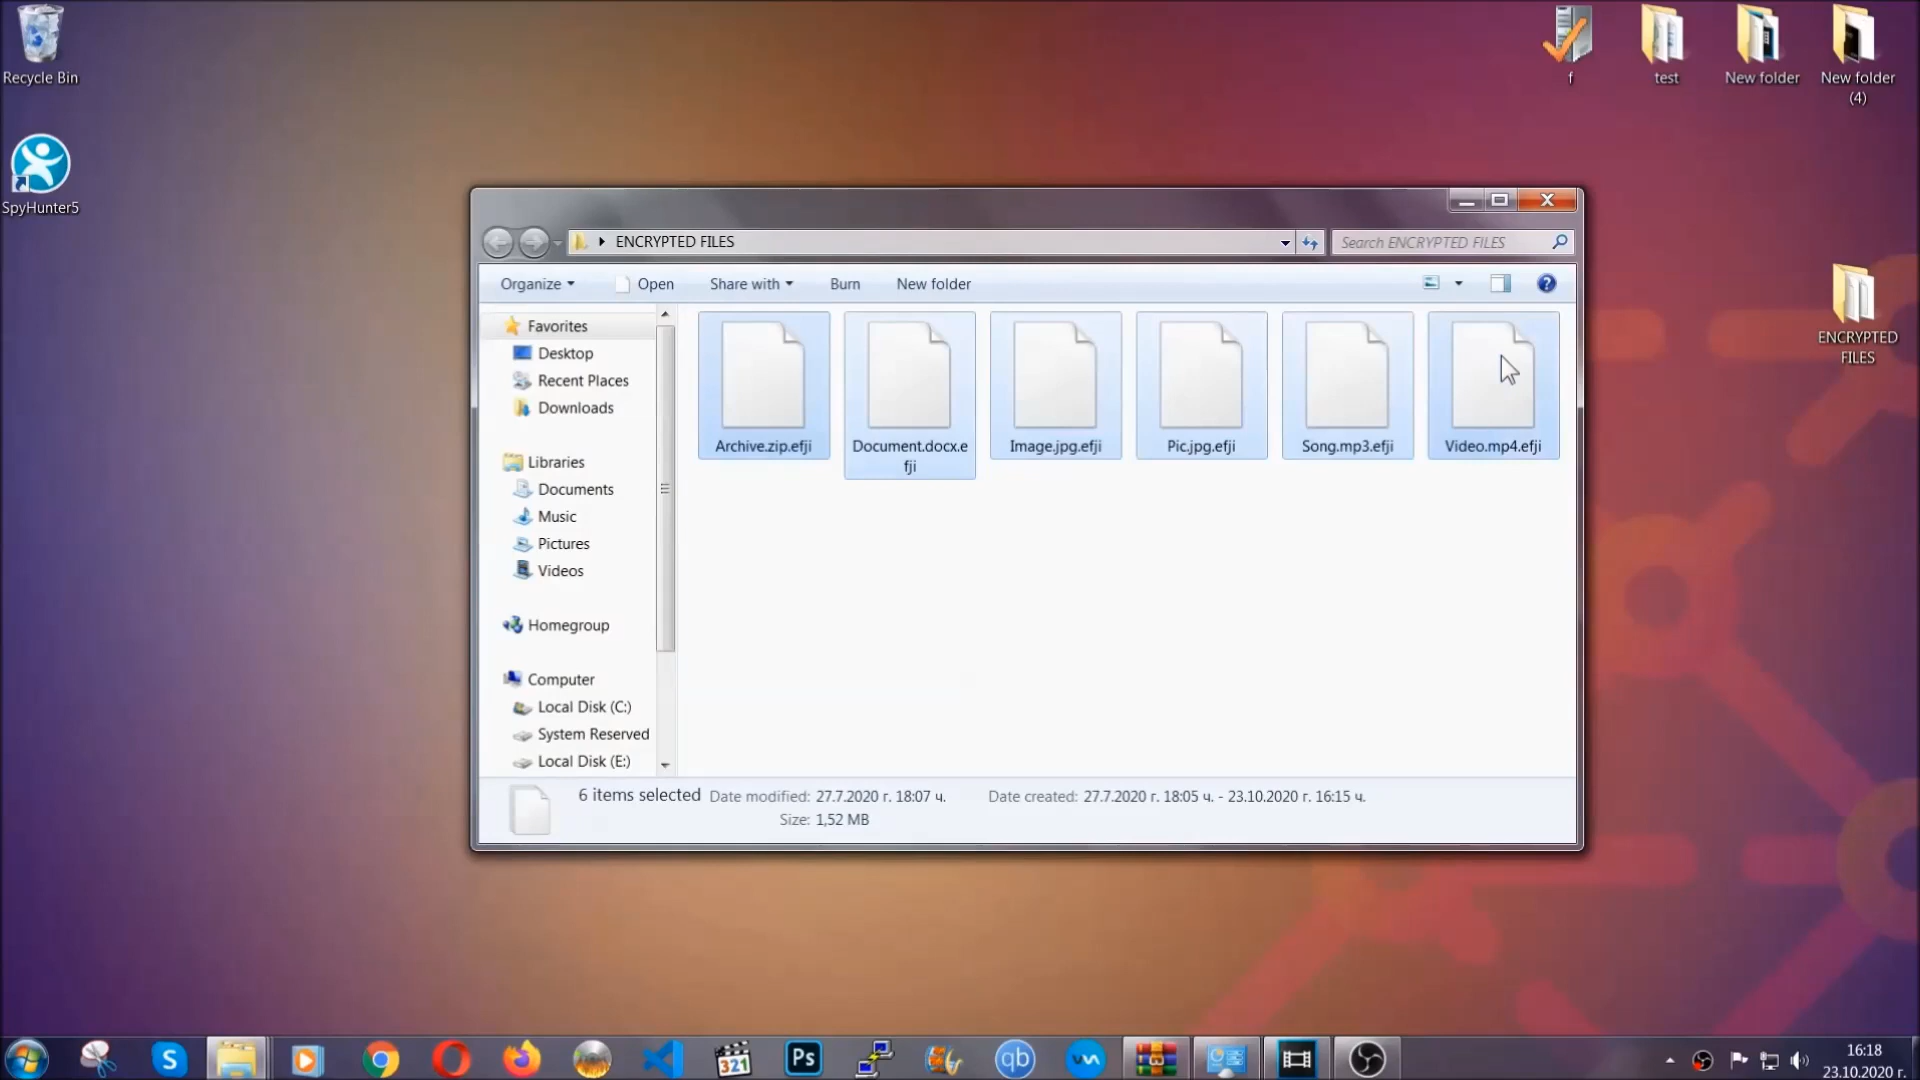 Recycle Bin
SpyHunter5
f
test
New folder
New folder
(4)
ENCRYPTED
FILES
ENCRYPTED FILES
Search ENCRYPTED FILES
Organize
Open
Share with
Burn
New folder
Favorites
Desktop
Recent Places
Downloads
Libraries
Documents
Music
Pictures
Videos
Homegroup
Computer
Local Disk (C:)
System Reserved
Local Disk (E:)
Archive.zip.efji
Document.docx.e
fji
Image.jpg.efji
Pic.jpg.efji
Song.mp3.efji
Video.mp4.efji
6 items selected Date modified: 27.7.2020 г. 18:07 ч. Date created: 27.7.2020 г. 18:05 ч. - 23.10.2020 г. 16:15 ч.
Size: 1,52 MB
S
321
Ps
qb
16:18
23.10.2020 г.